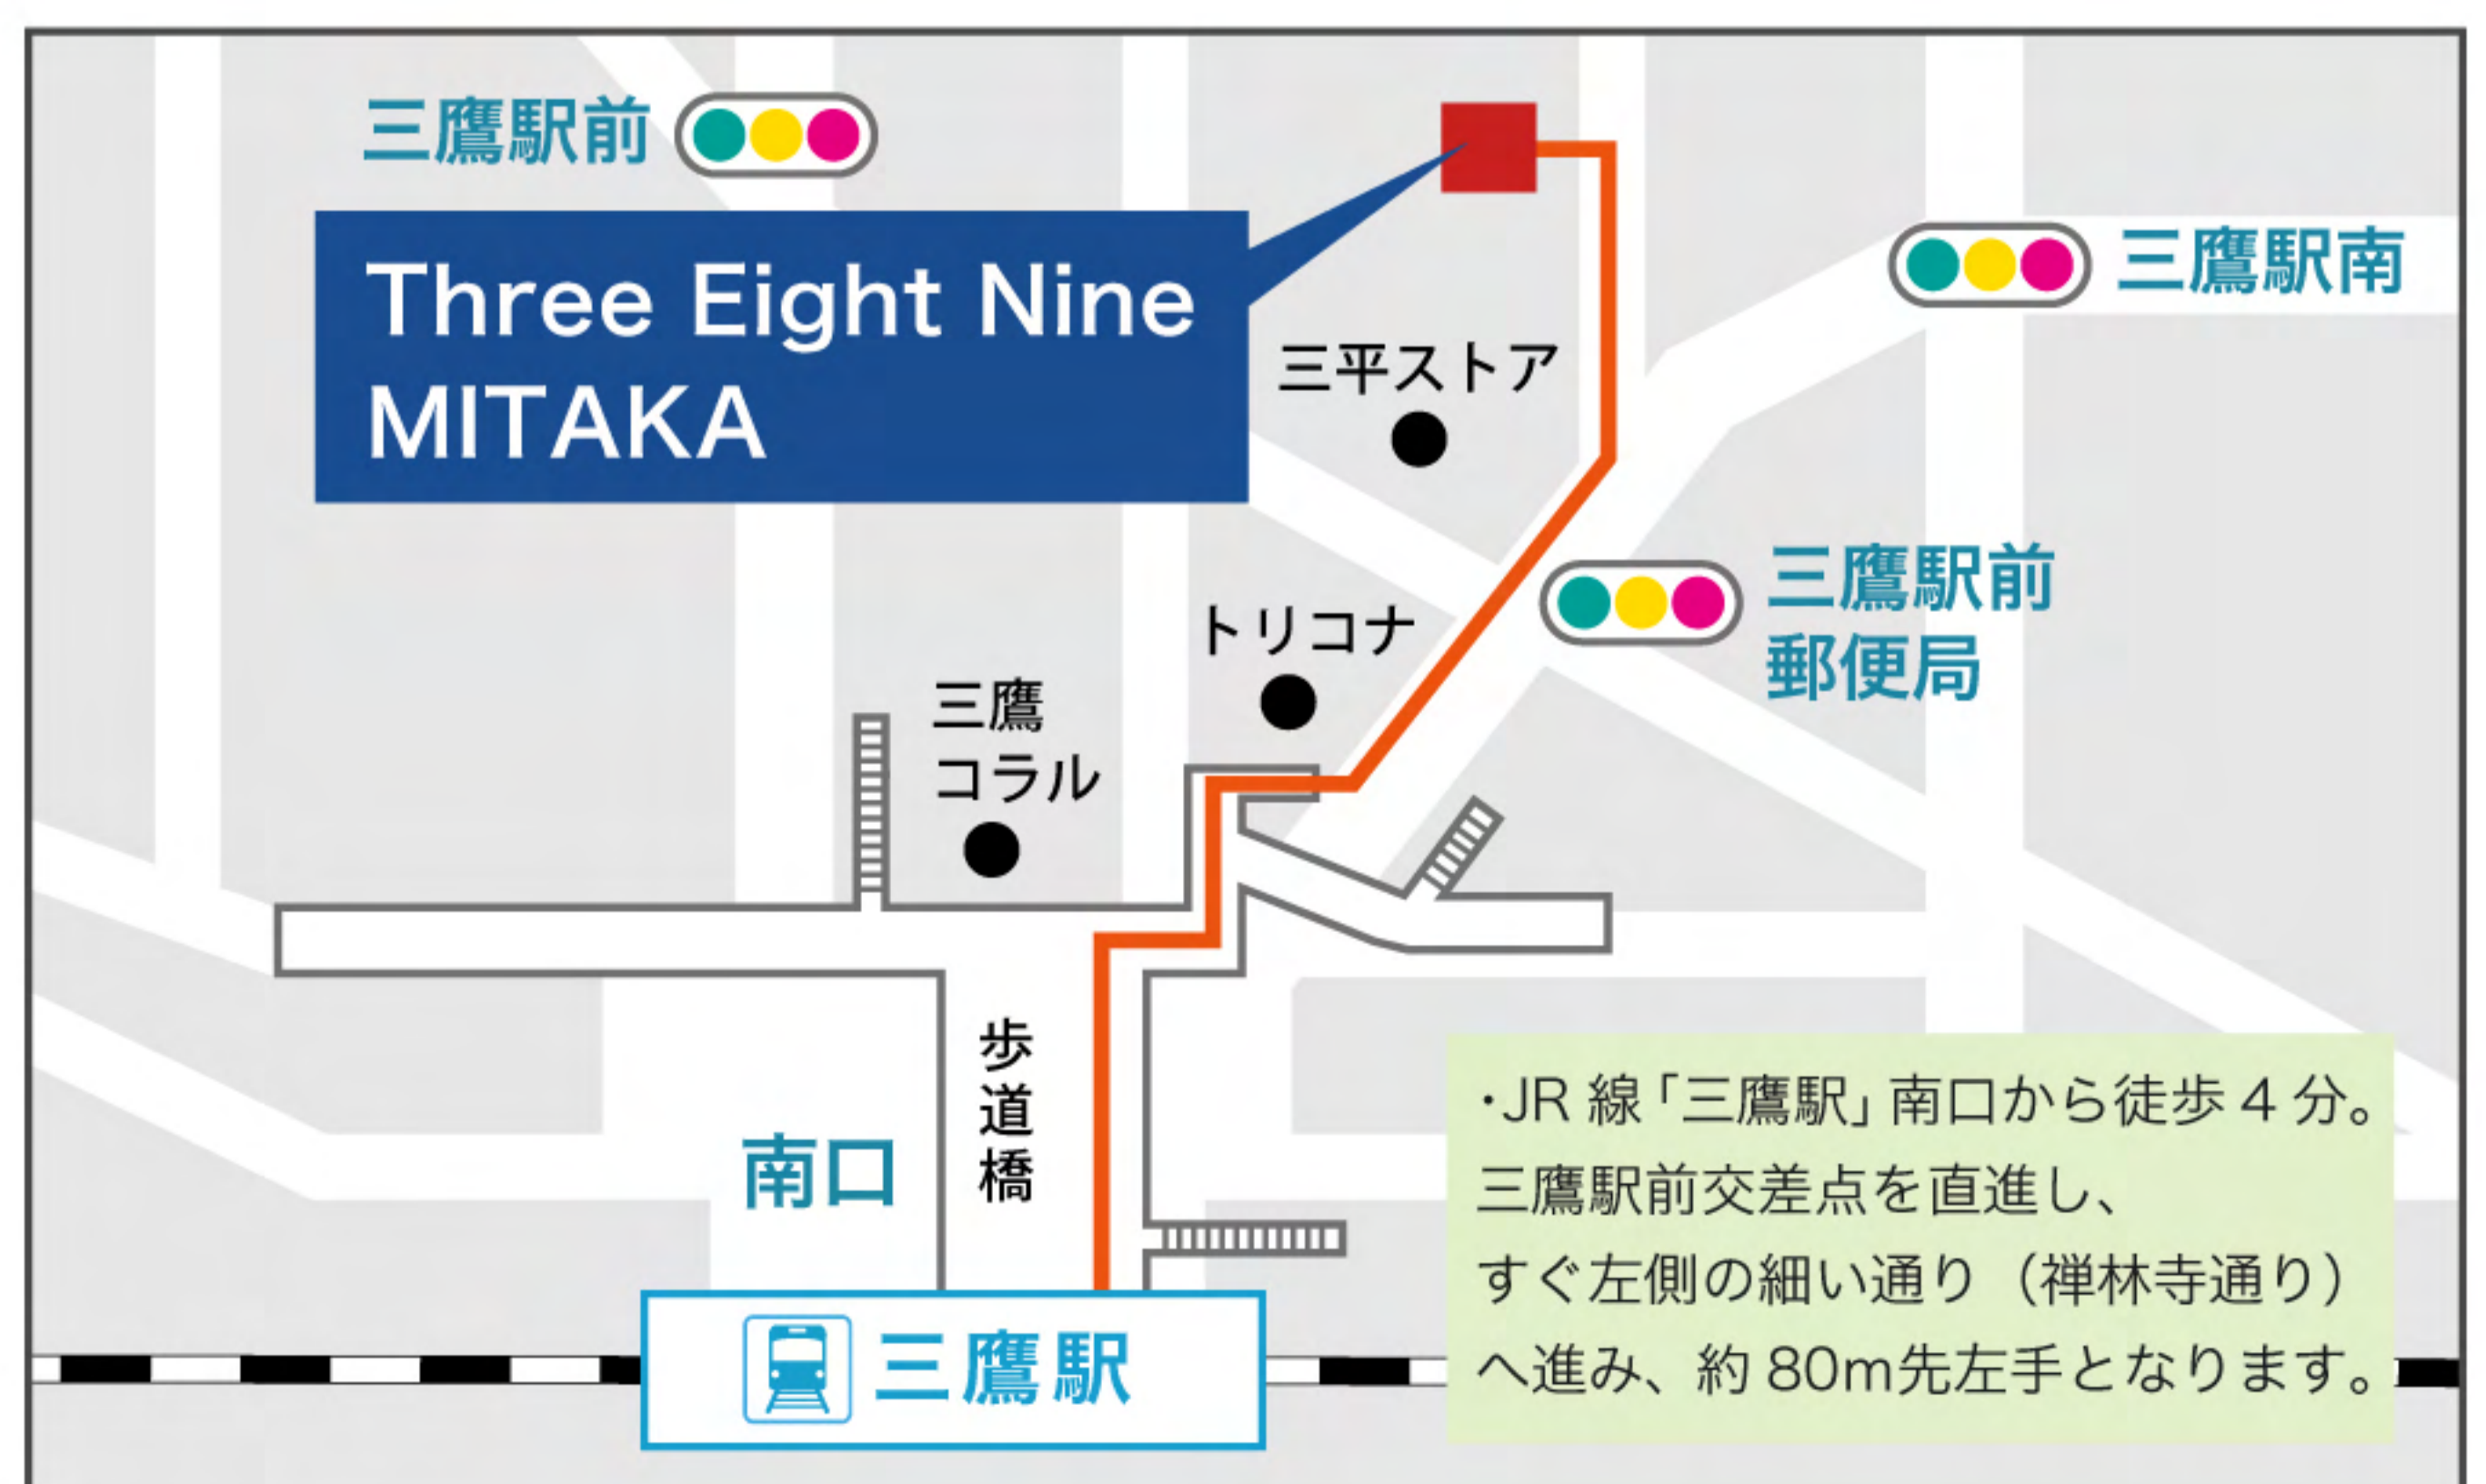 三鷹駅前
Three Eight Nine
MITAKA
三鷹駅南
三平ストア
三鷹駅前
郵便局
トリコナ
三鷹
コラル
歩道橋
南口
三鷹駅
・JR 線「三鷹駅」南口から徒歩 4 分。
三鷹駅前交差点を直進し、
すぐ左側の細い通り（禅林寺通り）
へ進み、約 80m先左手となります。